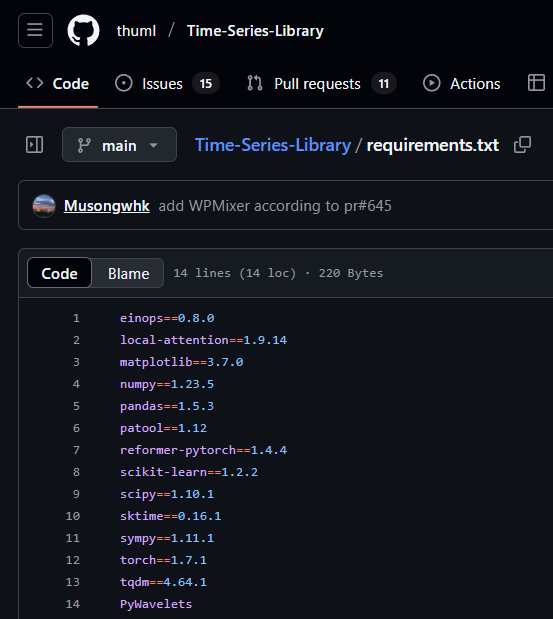 thuml / Time-Series-Library
Code Issues 15 Pull requests 11 Actions
main Time-Series-Library / requirements.txt
Musongwhk add WPMixer according to pr#645
Code Blame 14 lines (14 loc) · 220 Bytes
1 einops==0.8.0
2 local-attention==1.9.14
3 matplotlib==3.7.0
4 numpy==1.23.5
5 pandas==1.5.3
6 patool==1.12
7 reformer-pytorch==1.4.4
8 scikit-learn==1.2.2
9 scipy==1.10.1
10 sktime==0.16.1
11 sympy==1.11.1
12 torch==1.7.1
13 tqdm==4.64.1
14 PyWavelets